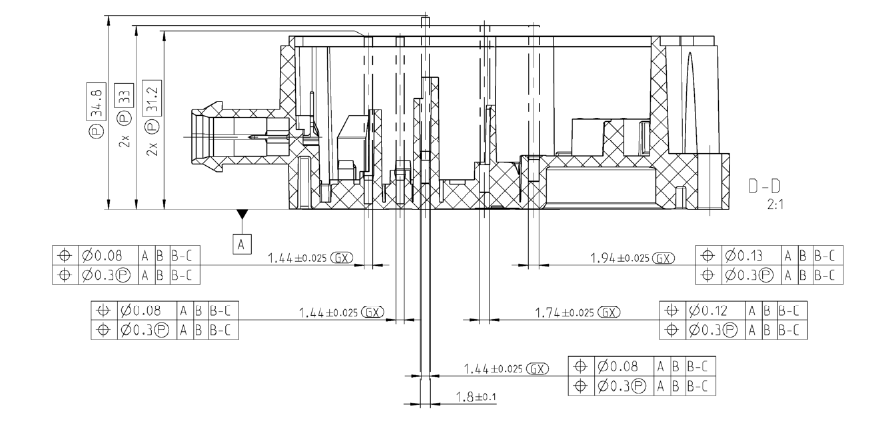 Ⓟ 34.8
2x Ⓟ 33
2x Ⓟ 31.2
D-D
2:1
A
⌖ Ø0.08 A B B-C
⌖ Ø0.3Ⓟ A B B-C
1.44±0.025 (GX)
1.94±0.025 (GX)
⌖ Ø0.13 A B B-C
⌖ Ø0.3Ⓟ A B B-C
⌖ Ø0.08 A B B-C
⌖ Ø0.3Ⓟ A B B-C
1.44±0.025 (GX)
1.74±0.025 (GX)
⌖ Ø0.12 A B B-C
⌖ Ø0.3Ⓟ A B B-C
1.44±0.025 (GX)
⌖ Ø0.08 A B B-C
⌖ Ø0.3Ⓟ A B B-C
1.8±0.1